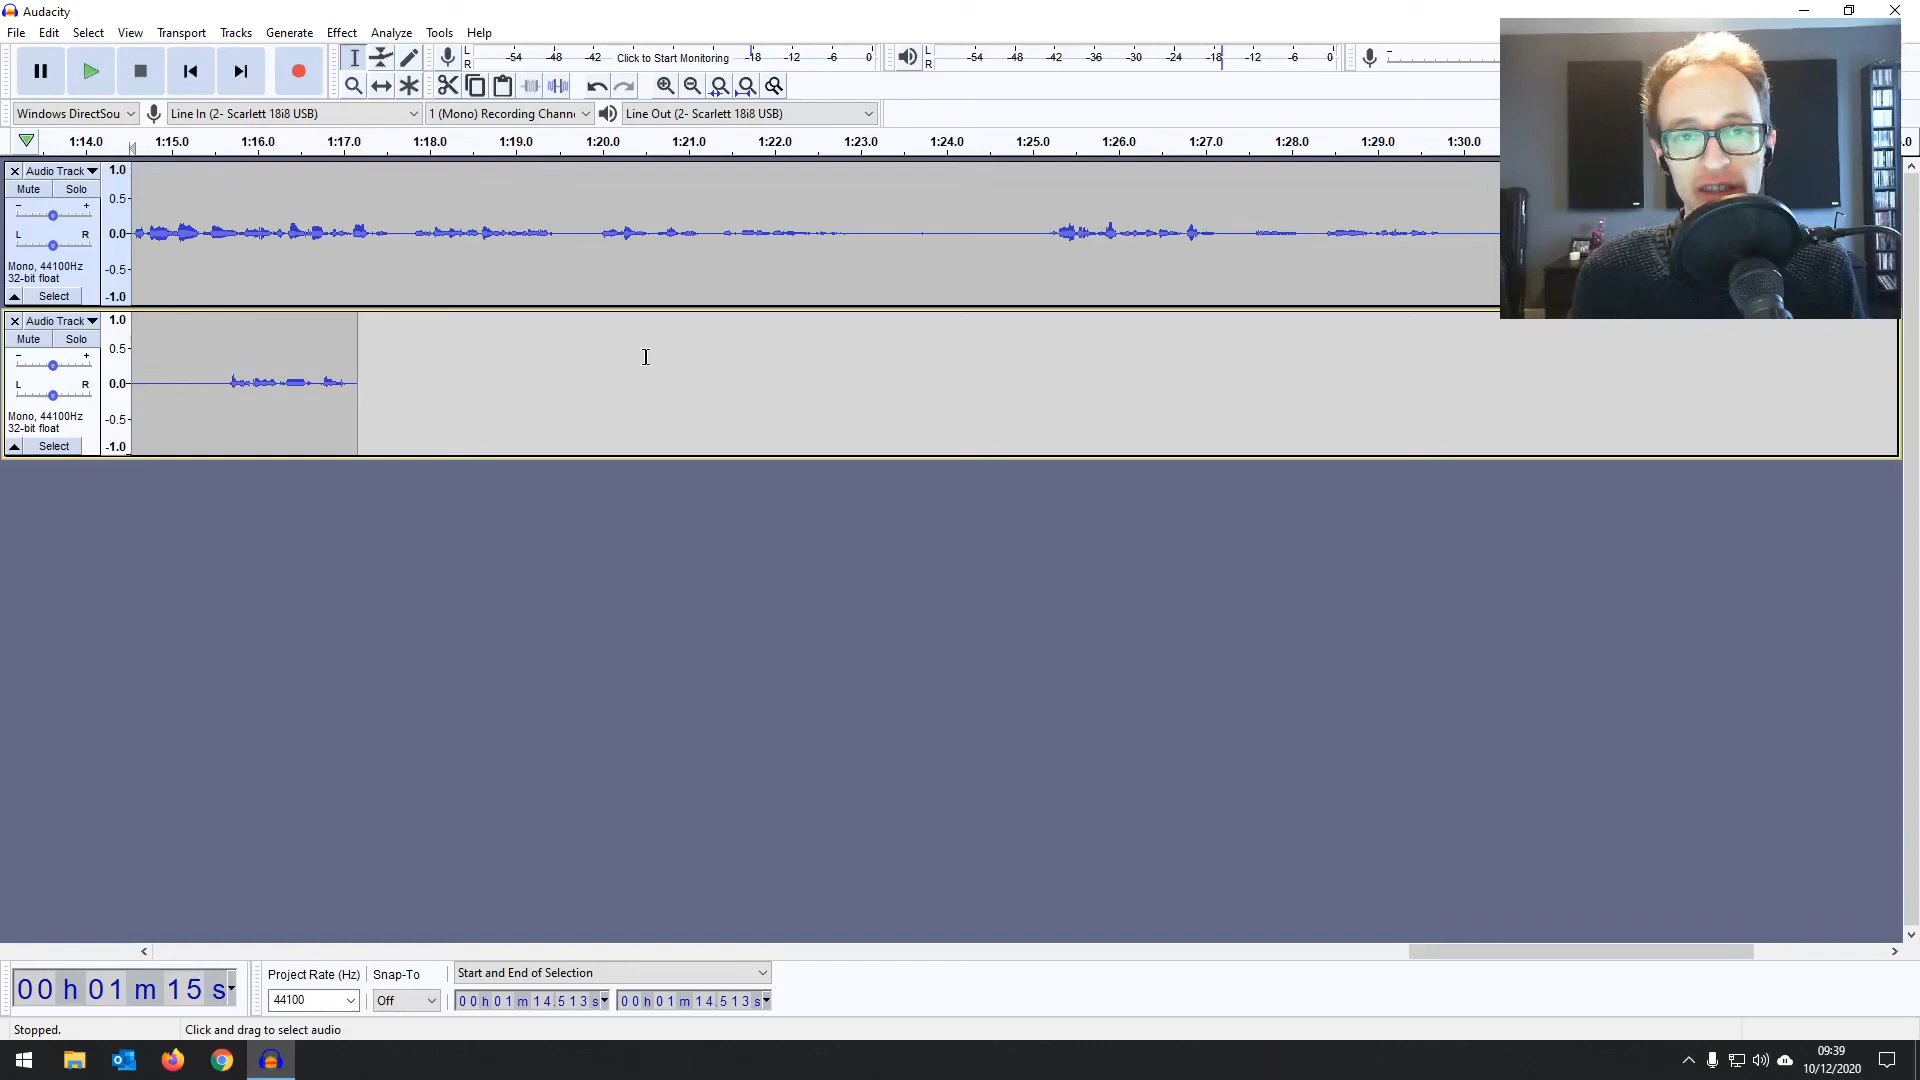 Audacity
File Edit Select View Transport Tracks Generate Effect Analyze Tools Help
L R -54 -48 -42 Click to Start Monitoring -18 -12 -6 0 L R -54 -48 -42 -36 -30 -24 -18 -12 -6 0
Windows DirectSou Line In (2- Scarlett 18i8 USB) 1 (Mono) Recording Chann Line Out (2- Scarlett 18i8 USB)
1:14.0 1:15.0 1:16.0 1:17.0 1:18.0 1:19.0 1:20.0 1:21.0 1:22.0 1:23.0 1:24.0 1:25.0 1:26.0 1:27.0 1:28.0 1:29.0 1:30.0 .0
Audio Track 1.0
Mute Solo 0.5
- +
L R 0.0
Mono, 44100Hz -0.5
32-bit float
Select -1.0
Audio Track 1.0
Mute Solo 0.5
- +
L R 0.0
Mono, 44100Hz -0.5
32-bit float
Select -1.0
00 h 01 m 15 s
Project Rate (Hz) Snap-To Start and End of Selection
44100 Off 00 h 01 m 14.513 s 00 h 01 m 14.513 s
Stopped. Click and drag to select audio
09:39
10/12/2020